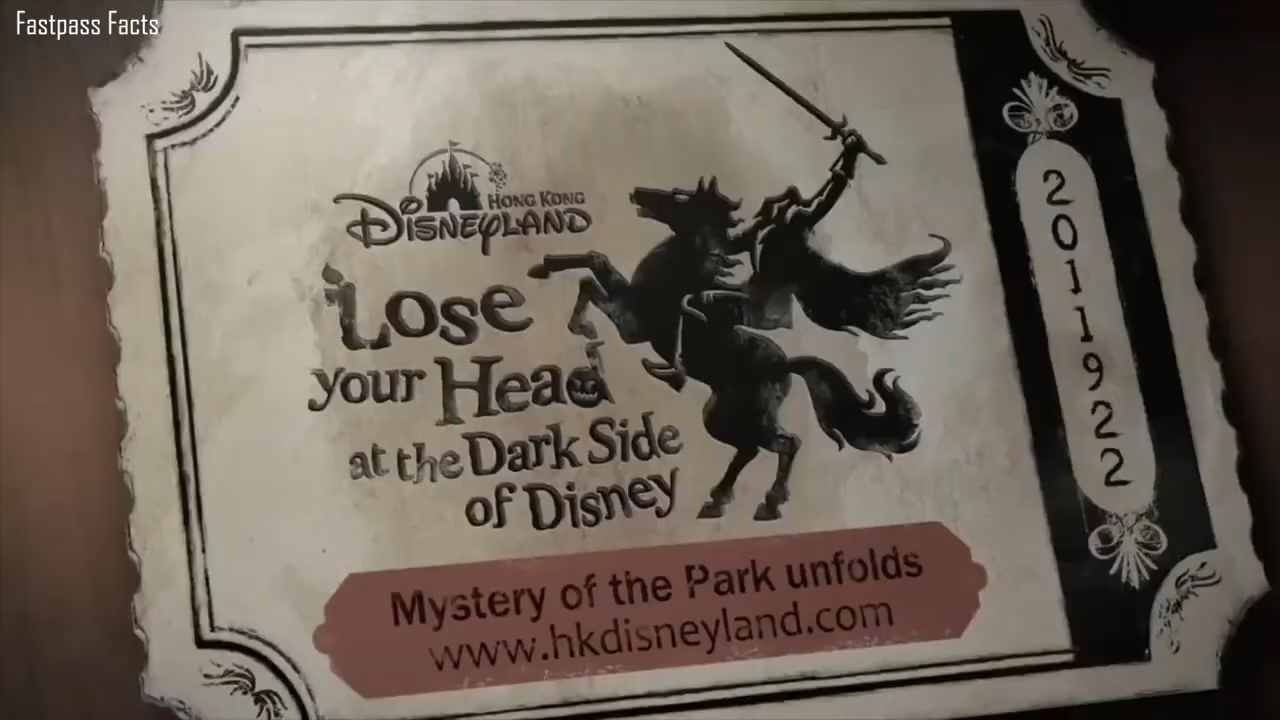 Fastpass Facts
HONG KONG
DISNEYLAND
Lose
your Head
at the Dark Side
of Disney
Mystery of the Park unfolds
www.hkdisneyland.com
2011922